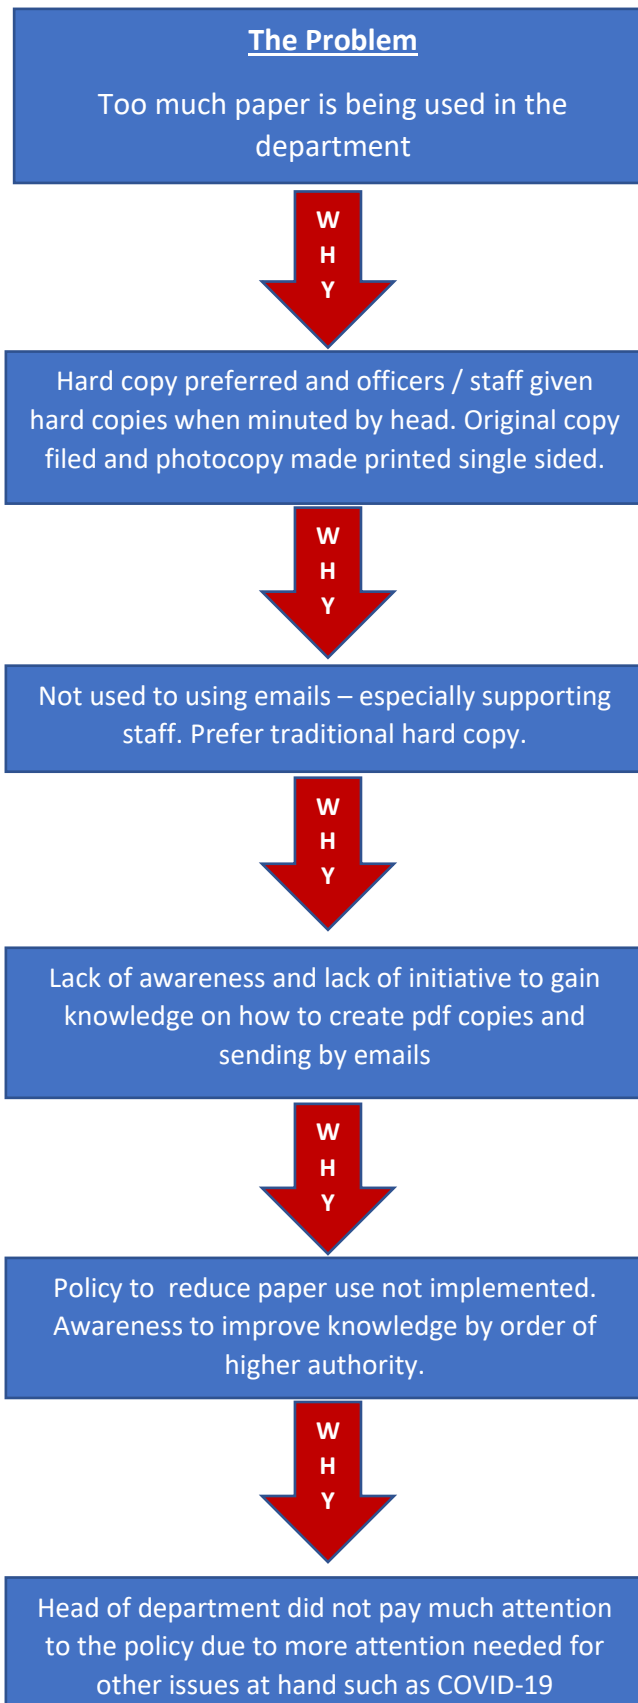 The Problem
Too much paper is being used in the
department
W
H
Y
Hard copy preferred and officers / staff given
hard copies when minuted by head. Original copy
filed and photocopy made printed single sided.
W
H
Y
Not used to using emails – especially supporting
staff. Prefer traditional hard copy.
W
H
Y
Lack of awareness and lack of initiative to gain
knowledge on how to create pdf copies and
sending by emails
W
H
Y
Policy to  reduce paper use not implemented.
Awareness to improve knowledge by order of
higher authority.
W
H
Y
Head of department did not pay much attention
to the policy due to more attention needed for
other issues at hand such as COVID-19